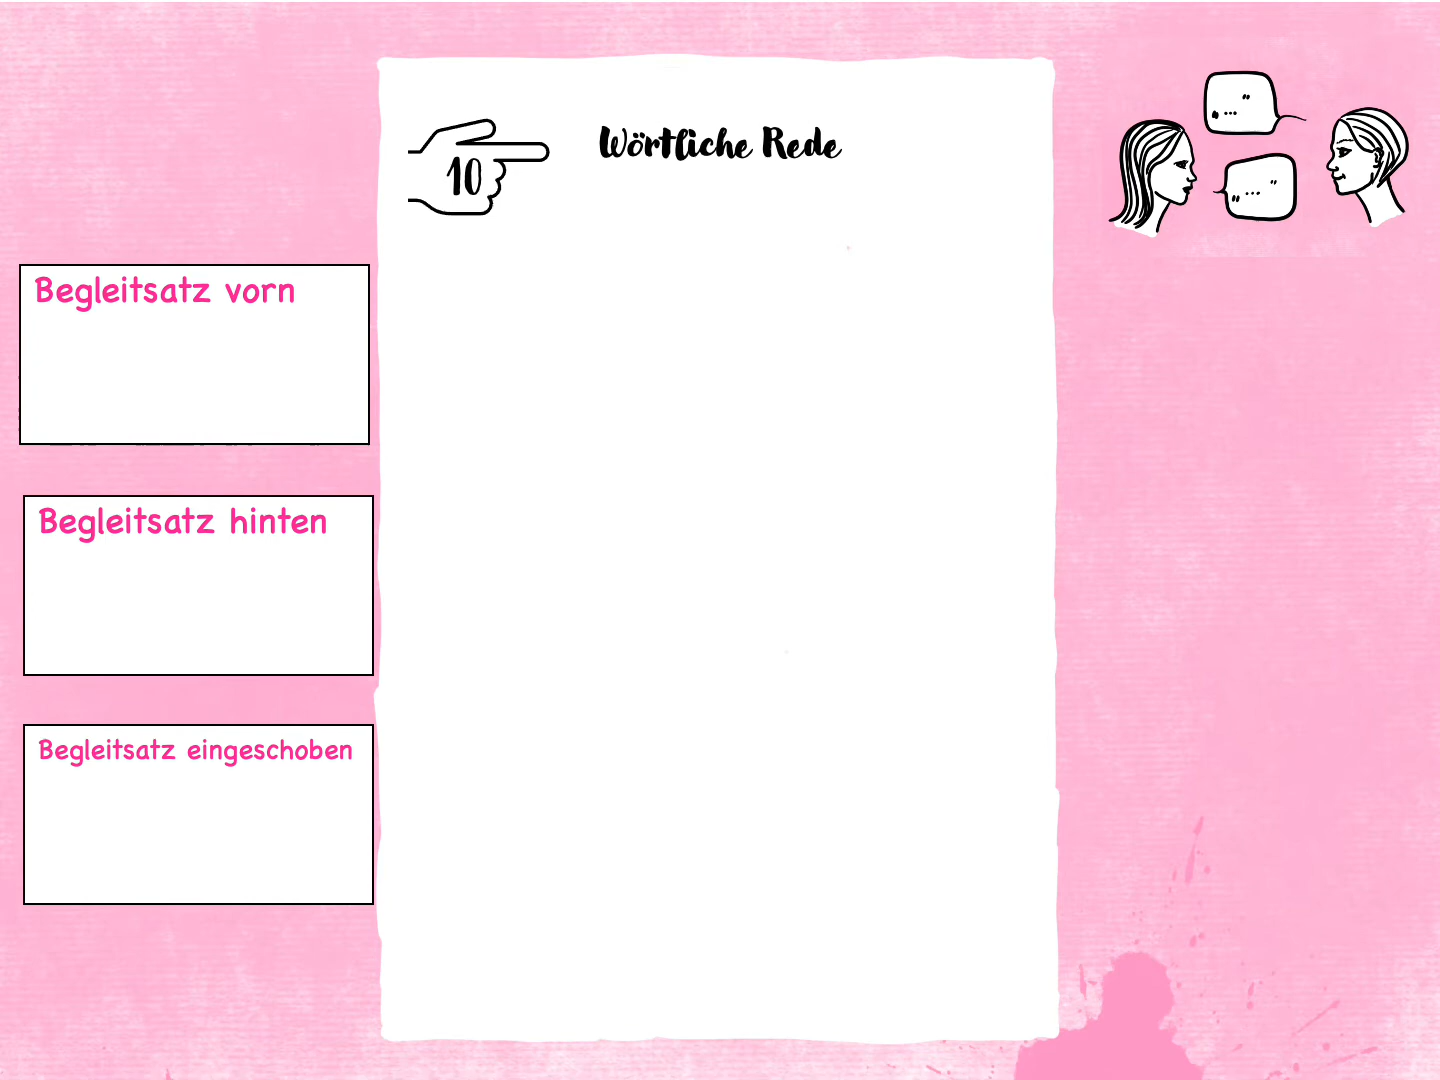 10
Wörtliche Rede
„ ... "
„ ... "
Begleitsatz vorn
Begleitsatz hinten
Begleitsatz eingeschoben